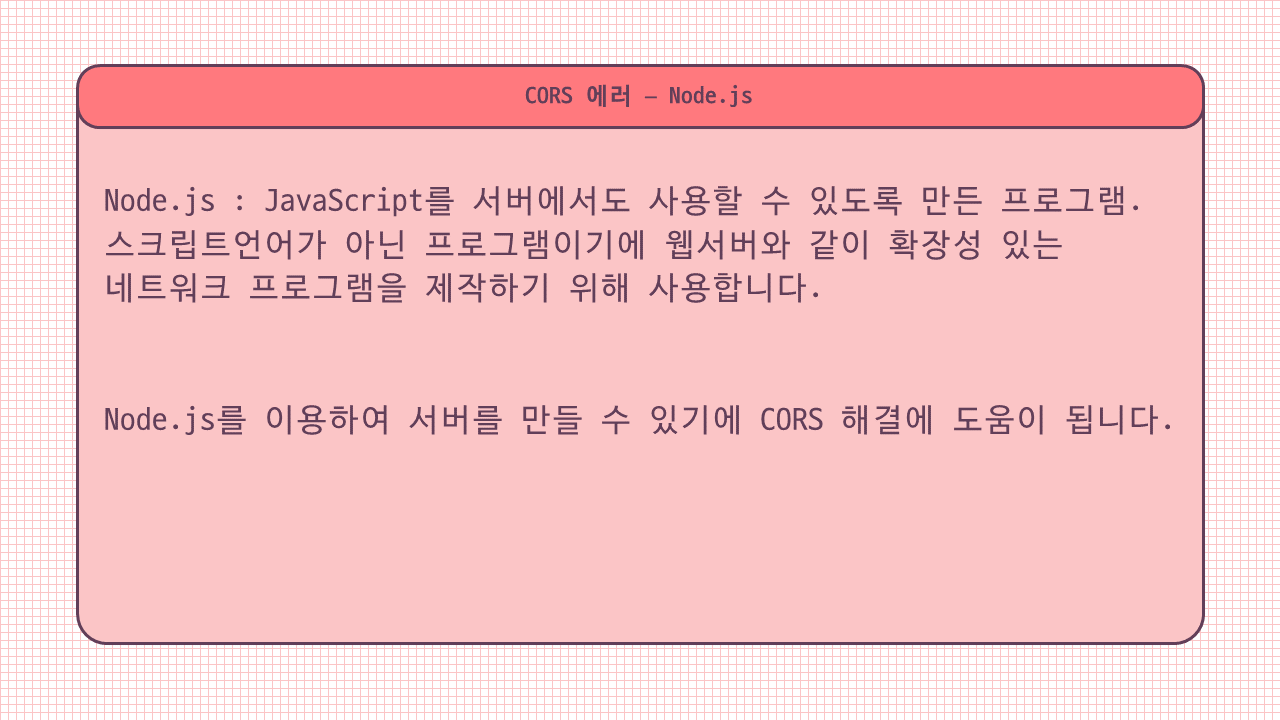 CORS 에러 – Node.js
Node.js : JavaScript를 서버에서도 사용할 수 있도록 만든 프로그램.
스크립트언어가 아닌 프로그램이기에 웹서버와 같이 확장성 있는
네트워크 프로그램을 제작하기 위해 사용합니다.
Node.js를 이용하여 서버를 만들 수 있기에 CORS 해결에 도움이 됩니다.